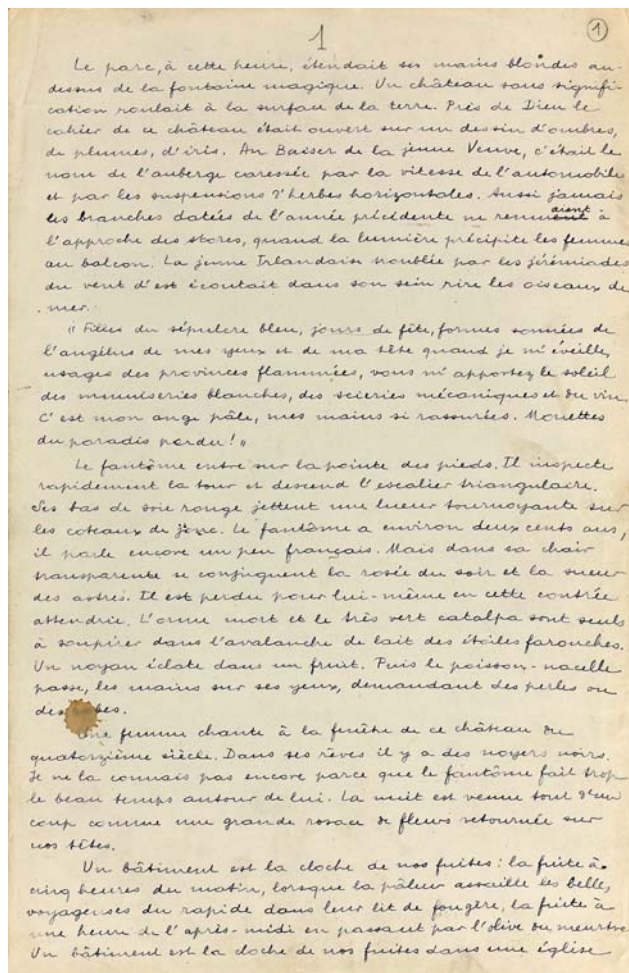 1
1
Le parc, à cette heure, étendait ses mains blondes au-
dessus de la fontaine magique. Un château sans signifi-
cation roulait à la surface de la terre. Près de Dieu le
cahier de ce château était ouvert sur un dessin d'ombres,
de plumes, d'iris. Au Baiser de la jeune Veuve, c'était le
nom de l'auberge caressée par la vitesse de l'automobile
et par les suspensions d'herbes horizontales. Aussi jamais
les branches datées de l'année précédente ne remuaient à
l'approche des stores, quand la lumière précipite les femmes
au balcon. La jeune Irlandaise troublée par les jérémiades
du vent d'est écoutait dans son sein rire les oiseaux de
mer.
" Filles du sépulcre bleu, jours de fête, formes sonnées de
l'angélus de mes yeux et de ma tête quand je m'éveille,
usages des provinces flammées, vous m'apportez le soleil
des menuiseries blanches, des scieries mécaniques et du vin.
C'est mon ange pâle, mes mains si rassurées. Mouettes
du paradis perdu! "
Le fantôme entre sur la pointe des pieds. Il inspecte
rapidement la tour et descend l'escalier triangulaire.
Ses bas de soie rouge jettent une lueur tournoyante sur
les coteaux de jonc. Le fantôme a environ deux cents ans,
il parle encore un peu français. Mais dans sa chair
transparente se conjuguent la rosée du soir et la sueur
des astres. Il est perdu pour lui-même en cette contrée
attendrie. L'orme mort et le très vert catalpa sont seuls
à soupirer dans l'avalanche de lait des étoiles farouches.
Un noyau éclate dans un fruit. Puis le poisson-nacelle
passe, les mains sur ses yeux, demandant des perles ou
des robes.
Une femme chante à la fenêtre de ce château du
quatorzième siècle. Dans ses rêves il y a des noyers noirs.
Je ne la connais pas encore parce que le fantôme fait trop
le beau temps autour de lui. La nuit est venue tout d'un
coup comme une grande rosace de fleurs retournée sur
nos têtes.
Un bâtiment est la cloche de nos fuites : la fuite à
cinq heures du matin, lorsque la pâleur assaille les belles
voyageuses du rapide dans leur lit de fougère, la fuite à
une heure de l'après-midi en passant par l'olive du meurtre.
Un bâtiment est la cloche de nos fuites dans une église